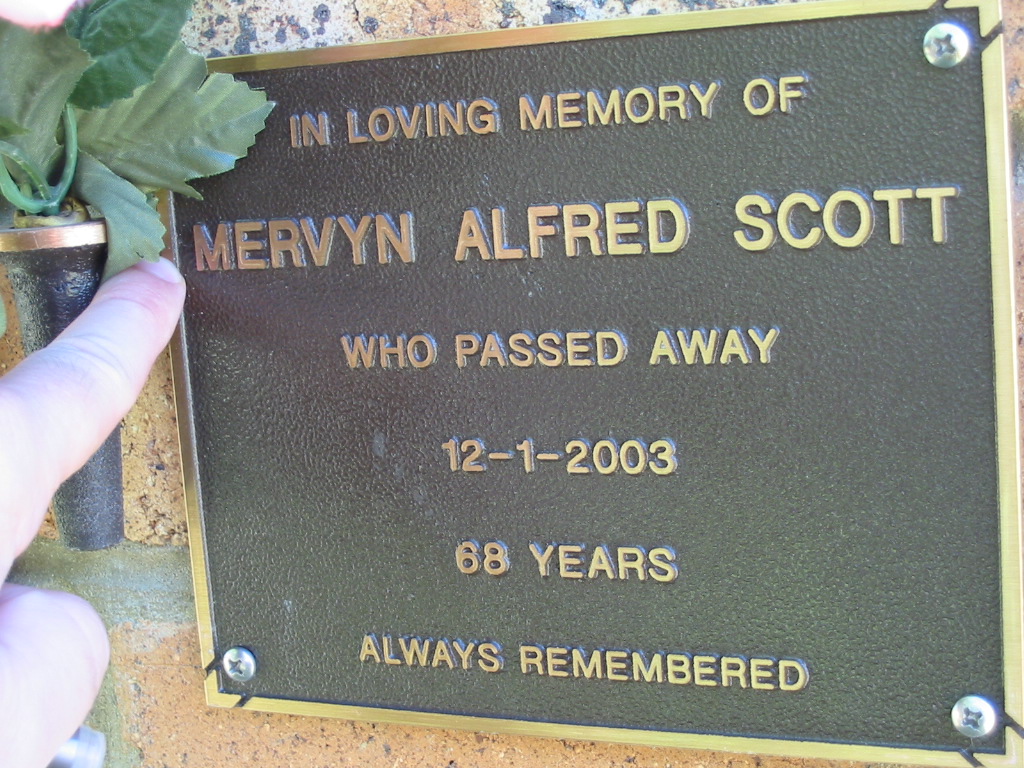 IN LOVING MEMORY OF
MERVYN ALFRED SCOTT
WHO PASSED AWAY
12-1-2003
68 YEARS
ALWAYS REMEMBERED